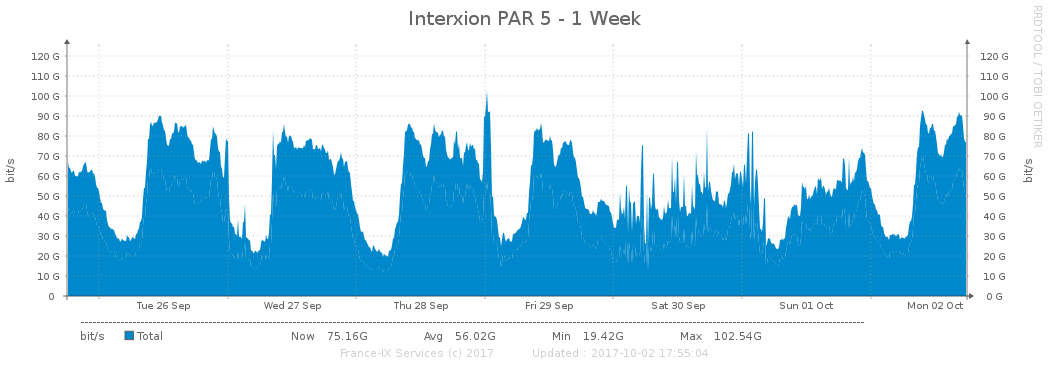 Interxion PAR 5 - 1 Week
RRDTOOL / TOBI OETIKER
bit/s
120 G
110 G
100 G
90 G
80 G
70 G
60 G
50 G
40 G
30 G
20 G
10 G
0
120 G
110 G
100 G
90 G
80 G
70 G
60 G
50 G
40 G
30 G
20 G
10 G
0 G
bit/s
Tue 26 Sep Wed 27 Sep Thu 28 Sep Fri 29 Sep Sat 30 Sep Sun 01 Oct Mon 02 Oct
bit/s Total Now 75.16G Avg 56.02G Min 19.42G Max 102.54G
France-IX Services (c) 2017 Updated : 2017-10-02 17:55:04